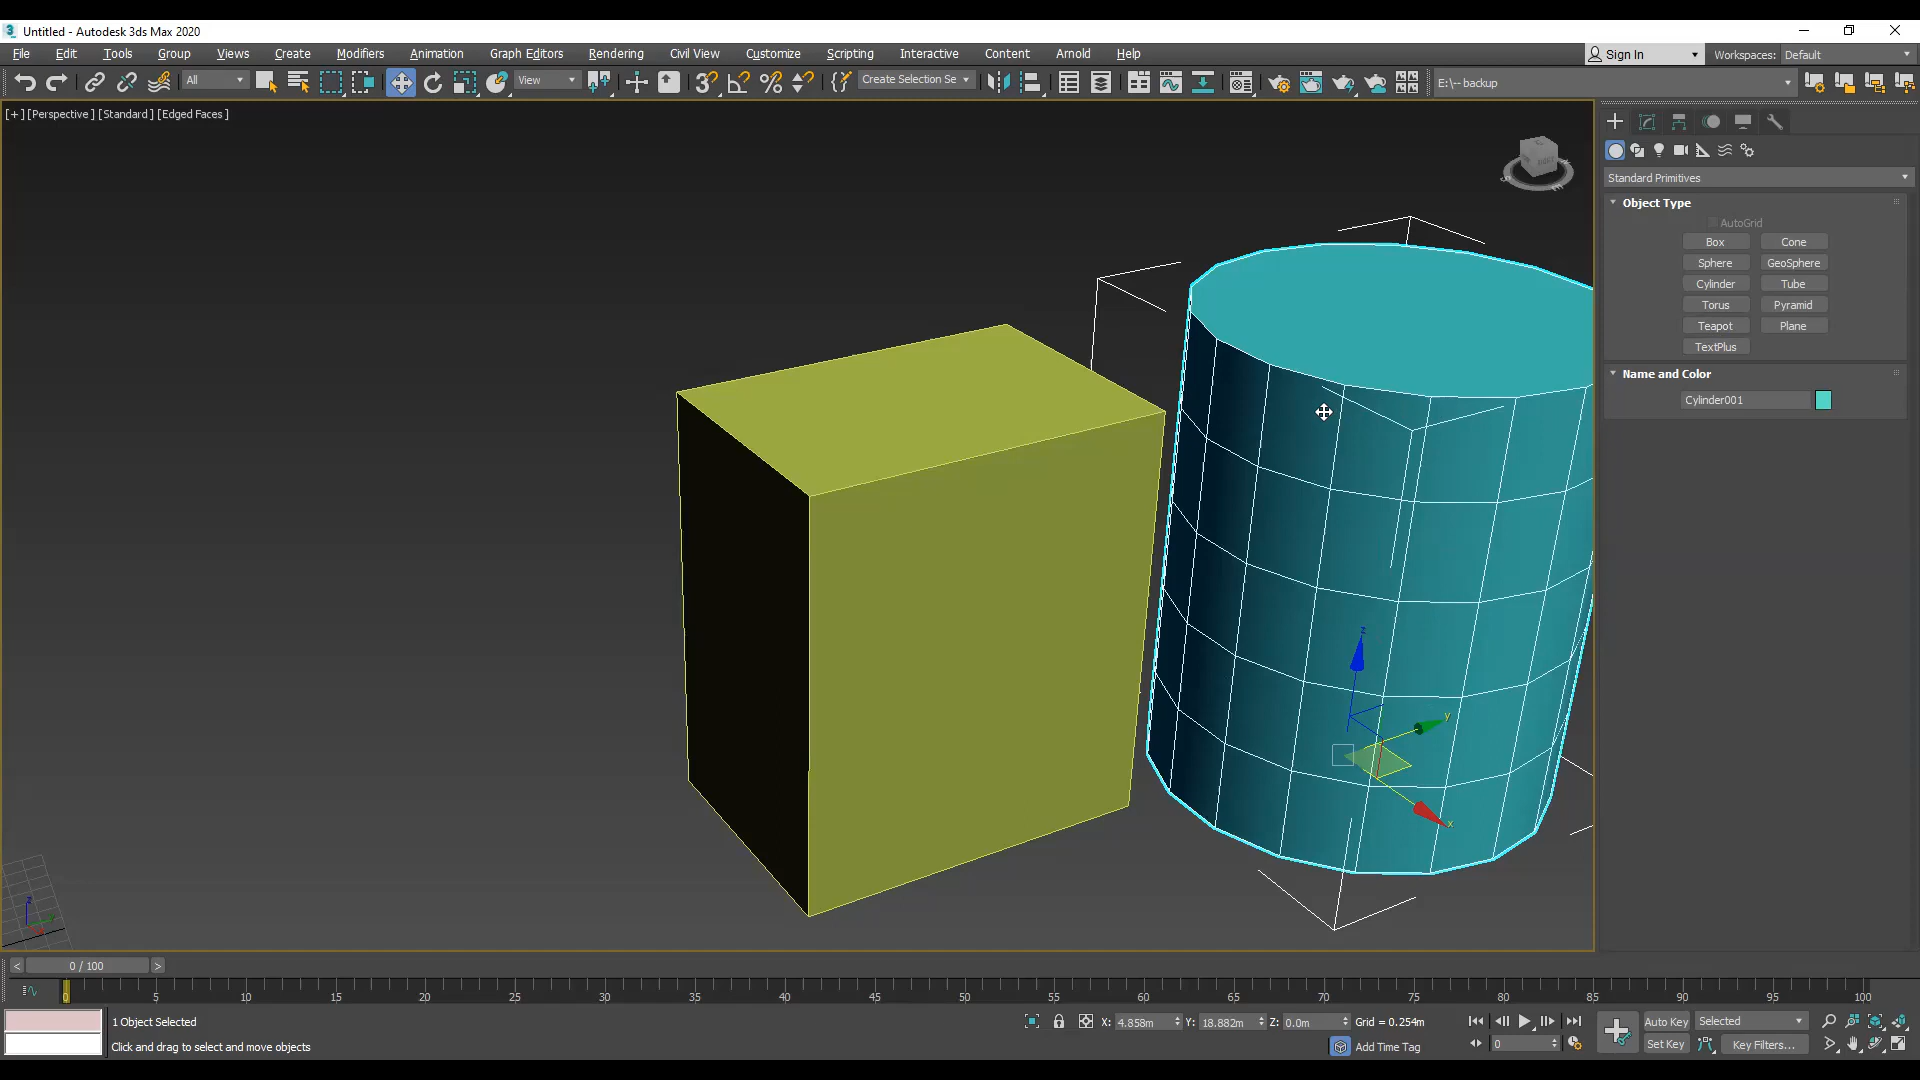 Untitled - Autodesk 3ds Max 2020
File Edit Tools Group Views Create Modifiers Animation Graph Editors Rendering Civil View Customize Scripting Interactive Content Arnold Help
Sign In Workspaces: Default
All View Create Selection Se E:\-- backup
[+] [Perspective ] [Standard ] [Edged Faces ]
Standard Primitives
Object Type
AutoGrid
Box Cone
Sphere GeoSphere
Cylinder Tube
Torus Pyramid
Teapot Plane
TextPlus
Name and Color
Cylinder001
z
y
x
< 0 / 100 >
0 5 10 15 20 25 30 35 40 45 50 55 60 65 70 75 80 85 90 95 100
1 Object Selected X: 4.858m Y: 18.882m Z: 0.0m Grid = 0.254m Auto Key Selected
Click and drag to select and move objects Add Time Tag 0 Set Key Key Filters...